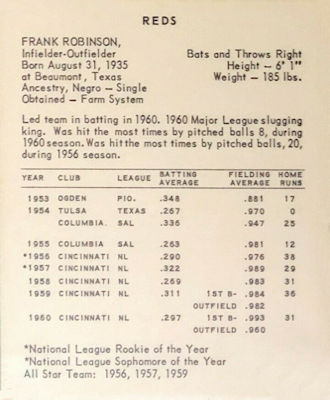 REDS
FRANK ROBINSON,
Infielder-Outfielder Bats and Throws Right
Born August 31, 1935 Height - 6' 1"
at Beaumont, Texas Weight - 185 lbs.
Ancestry, Negro - Single
Obtained - Farm System
Led team in batting in 1960. 1960 Major League slugging
king. Was hit the most times by pitched balls 8, during
1960 season. Was hit the most times by pitched balls, 20,
during 1956 season.
YEAR CLUB LEAGUE BATTING AVERAGE FIELDING AVERAGE HOME RUNS
1953 OGDEN PIO. .348 .881 17
1954 TULSA TEXAS .267 .970 0
COLUMBIA. SAL .336 .947 25
1955 COLUMBIA SAL .263 .981 12
*1956 CINCINNATI NL .290 .976 38
*1957 CINCINNATI NL .322 .989 29
1958 CINCINNATI NL .269 .983 31
1959 CINCINNATI NL .311 1ST B- .984 36
OUTFIELD .982
1960 CINCINNATI NL .297 1ST B- .993 31
OUTFIELD .960
*National League Rookie of the Year
*National League Sophomore of the Year
All Star Team: 1956, 1957, 1959